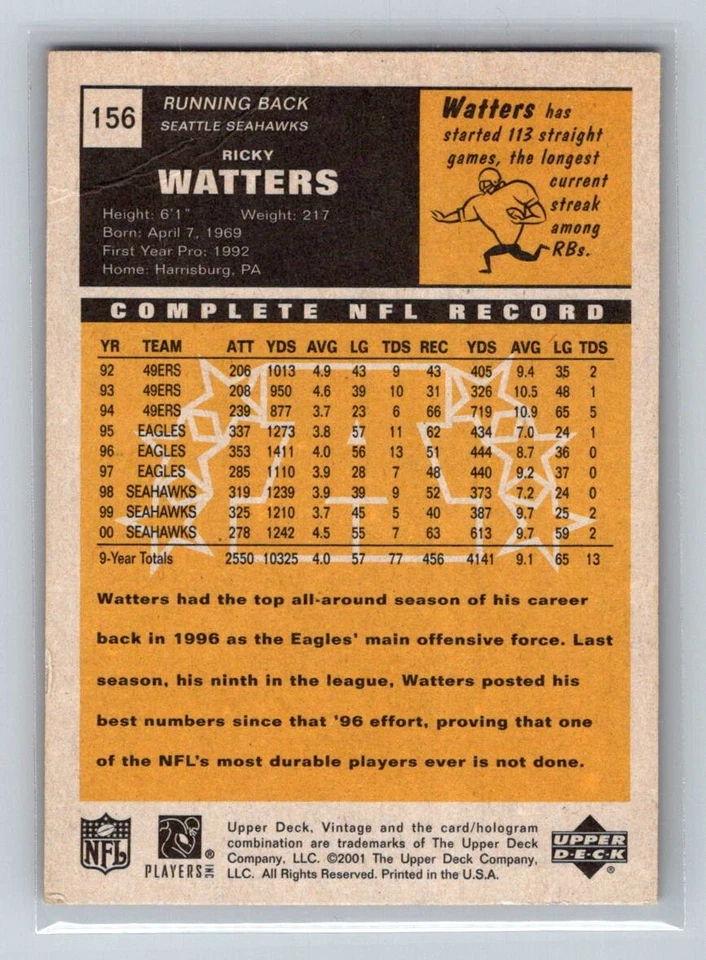 156
RUNNING BACK
SEATTLE SEAHAWKS
RICKY
WATTERS
Height: 6'1" Weight: 217
Born: April 7, 1969
First Year Pro: 1992
Home: Harrisburg, PA
Watters has
started 113 straight
games, the longest
current
streak
among
RBs.
COMPLETE NFL RECORD
YR TEAM ATT YDS AVG LG TDS REC YDS AVG LG TDS
92 49ERS 206 1013 4.9 43 9 43 405 9.4 35 2
93 49ERS 208 950 4.6 39 10 31 326 10.5 48 1
94 49ERS 239 877 3.7 23 6 66 719 10.9 65 5
95 EAGLES 337 1273 3.8 57 11 62 434 7.0 24 1
96 EAGLES 353 1411 4.0 56 13 51 444 8.7 36 0
97 EAGLES 285 1110 3.9 28 7 48 440 9.2 37 0
98 SEAHAWKS 319 1239 3.9 39 9 52 373 7.2 24 0
99 SEAHAWKS 325 1210 3.7 45 5 40 387 9.7 25 2
00 SEAHAWKS 278 1242 4.5 55 7 63 613 9.7 59 2
9-Year Totals 2550 10325 4.0 57 77 456 4141 9.1 65 13
Watters had the top all-around season of his career
back in 1996 as the Eagles' main offensive force. Last
season, his ninth in the league, Watters posted his
best numbers since that '96 effort, proving that one
of the NFL's most durable players ever is not done.
NFL
PLAYERS INC ®
Upper Deck, Vintage and the card/hologram
combination are trademarks of The Upper Deck
Company, LLC. ©2001 The Upper Deck Company,
LLC. All Rights Reserved. Printed in the U.S.A.
UPPER
DECK ®